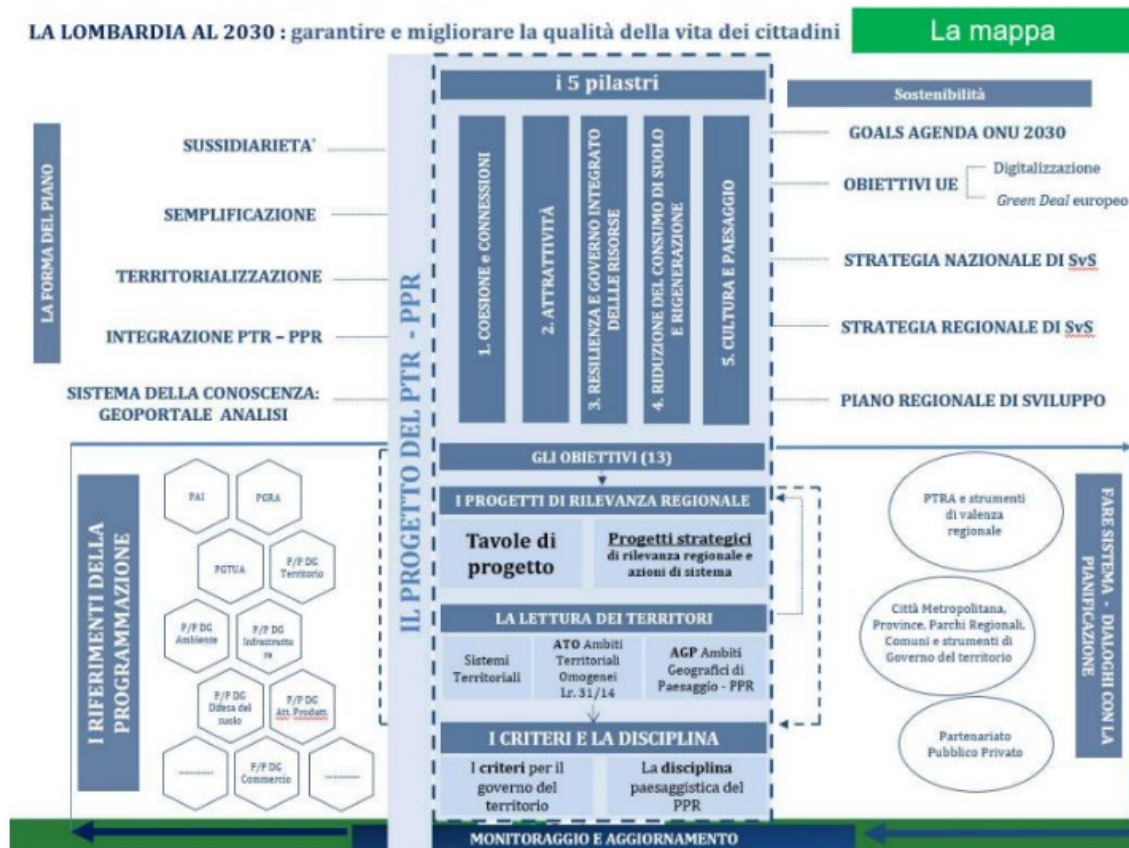 LA LOMBARDIA AL 2030 : garantire e migliorare la qualità della vita dei cittadini
La mappa
LA FORMA DEL PIANO
SUSSIDIARIETA'
SEMPLIFICAZIONE
TERRITORIALIZZAZIONE
INTEGRAZIONE PTR – PPR
SISTEMA DELLA CONOSCENZA:
GEOPORTALE ANALISI
IL PROGETTO DEL PTR - PPR
i 5 pilastri
1. COESIONE e CONNESSIONI
2. ATTRATTIVITÀ
3. RESILIENZA E GOVERNO INTEGRATO
DELLLE RISORSE
4. RIDUZIONE DEL CONSUMO DI SUOLO
E RIGENERAZIONE
5. CULTURA E PAESAGGIO
Sostenibilità
GOALS AGENDA ONU 2030
OBIETTIVI UE
Digitalizzazione
Green Deal europeo
STRATEGIA NAZIONALE DI SvS
STRATEGIA REGIONALE DI SvS
PIANO REGIONALE DI SVILUPPO
I RIFERIMENTI DELLA
PROGRAMMAZIONE
PAI
PGRA
PGTUA
P/P DG
Territorio
P/P DG
Ambiente
P/P DG
Infrastruttu
re
P/P DG
Difesa del
suolo
P/P DG
Att. Produtt.
P/P DG
Commercio
GLI OBIETTIVI (13)
I PROGETTI DI RILEVANZA REGIONALE
Tavole di
progetto
Progetti strategici
di rilevanza regionale e
azioni di sistema
LA LETTURA DEI TERRITORI
Sistemi
Territoriali
ATO Ambiti
Territoriali
Omogenei
Lr. 31/14
AGP Ambiti
Geografici di
Paesaggio - PPR
I CRITERI E LA DISCIPLINA
I criteri per il
governo del
territorio
La disciplina
paesaggistica del
PPR
PTRA e strumenti
di valenza
regionale
Città Metropolitana,
Province, Parchi Regionali,
Comuni e strumenti di
Governo del territorio
Partenariato
Pubblico Privato
FARE SISTEMA - DIALOGHI CON LA
PIANIFICAZIONE
MONITORAGGIO E AGGIORNAMENTO